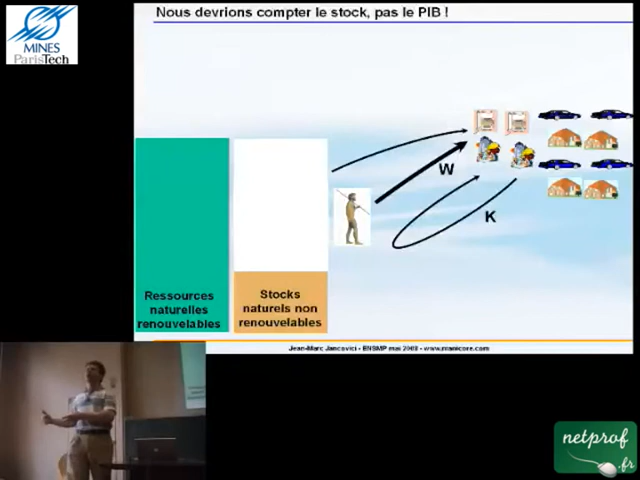 Nous devrions compter le stock, pas le PIB !
MINES
ParisTech
W
K
Ressources
naturelles
renouvelables
Stocks
naturels non
renouvelables
Jean-Marc Jancovici - ENSMP mai 2008 - www.manicore.com
netprof
.fr